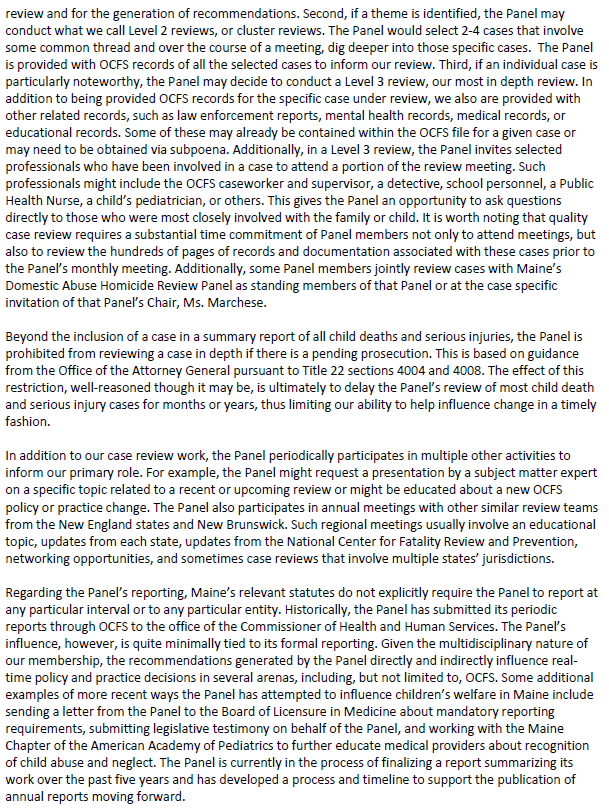 review and for the generation of recommendations. Second, if a theme is identified, the Panel may
conduct what we call Level 2 reviews, or cluster reviews. The Panel would select 2-4 cases that involve
some common thread and over the course of a meeting, dig deeper into those specific cases.  The Panel
is provided with OCFS records of all the selected cases to inform our review. Third, if an individual case is
particularly noteworthy, the Panel may decide to conduct a Level 3 review, our most in depth review. In
addition to being provided OCFS records for the specific case under review, we also are provided with
other related records, such as law enforcement reports, mental health records, medical records, or
educational records. Some of these may already be contained within the OCFS file for a given case or
may need to be obtained via subpoena. Additionally, in a Level 3 review, the Panel invites selected
professionals who have been involved in a case to attend a portion of the review meeting. Such
professionals might include the OCFS caseworker and supervisor, a detective, school personnel, a Public
Health Nurse, a child's pediatrician, or others. This gives the Panel an opportunity to ask questions
directly to those who were most closely involved with the family or child. It is worth noting that quality
case review requires a substantial time commitment of Panel members not only to attend meetings, but
also to review the hundreds of pages of records and documentation associated with these cases prior to
the Panel's monthly meeting. Additionally, some Panel members jointly review cases with Maine's
Domestic Abuse Homicide Review Panel as standing members of that Panel or at the case specific
invitation of that Panel's Chair, Ms. Marchese.

Beyond the inclusion of a case in a summary report of all child deaths and serious injuries, the Panel is
prohibited from reviewing a case in depth if there is a pending prosecution. This is based on guidance
from the Office of the Attorney General pursuant to Title 22 sections 4004 and 4008. The effect of this
restriction, well-reasoned though it may be, is ultimately to delay the Panel's review of most child death
and serious injury cases for months or years, thus limiting our ability to help influence change in a timely
fashion.

In addition to our case review work, the Panel periodically participates in multiple other activities to
inform our primary role. For example, the Panel might request a presentation by a subject matter expert
on a specific topic related to a recent or upcoming review or might be educated about a new OCFS
policy or practice change. The Panel also participates in annual meetings with other similar review teams
from the New England states and New Brunswick. Such regional meetings usually involve an educational
topic, updates from each state, updates from the National Center for Fatality Review and Prevention,
networking opportunities, and sometimes case reviews that involve multiple states' jurisdictions.

Regarding the Panel's reporting, Maine's relevant statutes do not explicitly require the Panel to report at
any particular interval or to any particular entity. Historically, the Panel has submitted its periodic
reports through OCFS to the office of the Commissioner of Health and Human Services. The Panel's
influence, however, is quite minimally tied to its formal reporting. Given the multidisciplinary nature of
our membership, the recommendations generated by the Panel directly and indirectly influence real-
time policy and practice decisions in several arenas, including, but not limited to, OCFS. Some additional
examples of more recent ways the Panel has attempted to influence children's welfare in Maine include
sending a letter from the Panel to the Board of Licensure in Medicine about mandatory reporting
requirements, submitting legislative testimony on behalf of the Panel, and working with the Maine
Chapter of the American Academy of Pediatrics to further educate medical providers about recognition
of child abuse and neglect. The Panel is currently in the process of finalizing a report summarizing its
work over the past five years and has developed a process and timeline to support the publication of
annual reports moving forward.